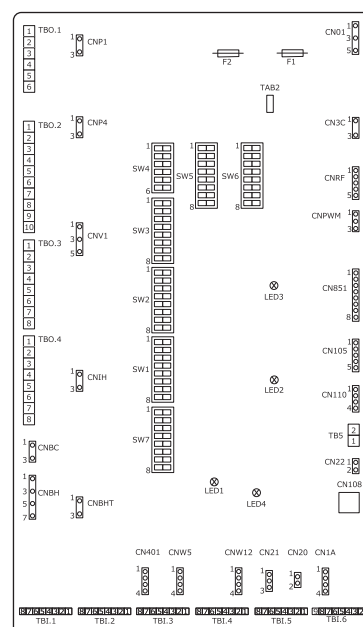 TBO.1
1
2
3
4
5
6
CNP1
1
3
F2
F1
CN01
1
3
5
TAB2
TBO.2
1
2
3
4
5
6
7
8
9
10
CNP4
1
3
CN3C
1
3
SW4
1
6
SW5
1
8
SW6
1
8
CNRF
1
5
CNPWM
1
3
SW3
1
8
CNV1
1
3
5
TBO.3
1
2
3
4
5
6
7
8
SW2
1
8
LED3
CN851
1
8
TBO.4
1
2
3
4
5
6
7
8
CNIH
1
3
SW1
1
8
LED2
CN105
1
5
CN110
1
4
SW7
1
8
TB5
2
1
CNBC
1
3
CN22
1
2
CNBH
1
3
5
7
CNBHT
1
3
LED1
LED4
CN108
CN401
1
4
CNW5
1
4
CNW12
1
4
CN21
1
3
CN20
1
2
CN1A
1
4
TBI.1 TBI.2 TBI.3 TBI.4 TBI.5 TBI.6